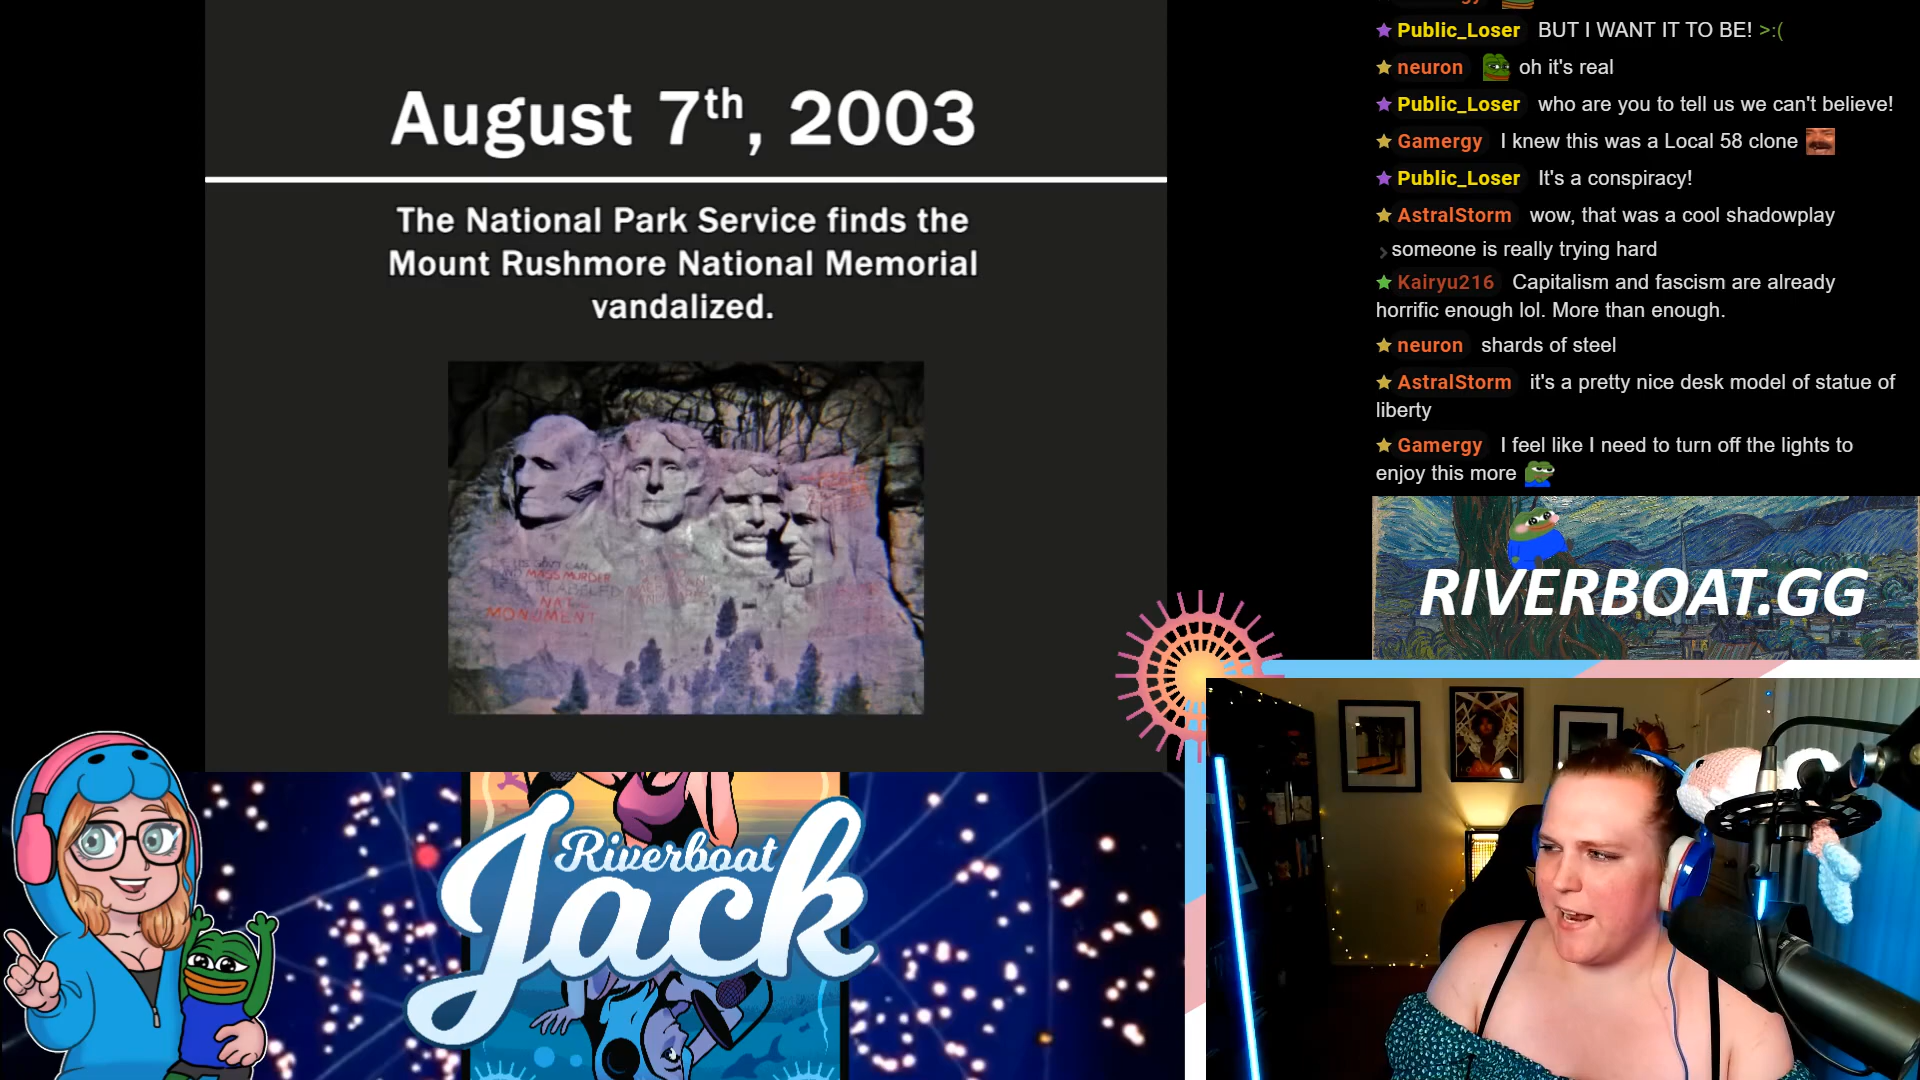 August 7th, 2003
The National Park Service finds the
Mount Rushmore National Memorial
vandalized.
MASS MURDER
MONUMENT
Public_Loser BUT I WANT IT TO BE! >:(
neuron oh it's real
Public_Loser who are you to tell us we can't believe!
Gamergy I knew this was a Local 58 clone
Public_Loser It's a conspiracy!
AstralStorm wow, that was a cool shadowplay
someone is really trying hard
Kairyu216 Capitalism and fascism are already
horrific enough lol. More than enough.
neuron shards of steel
AstralStorm it's a pretty nice desk model of statue of
liberty
Gamergy I feel like I need to turn off the lights to
enjoy this more
RIVERBOAT.GG
Riverboat
Jack